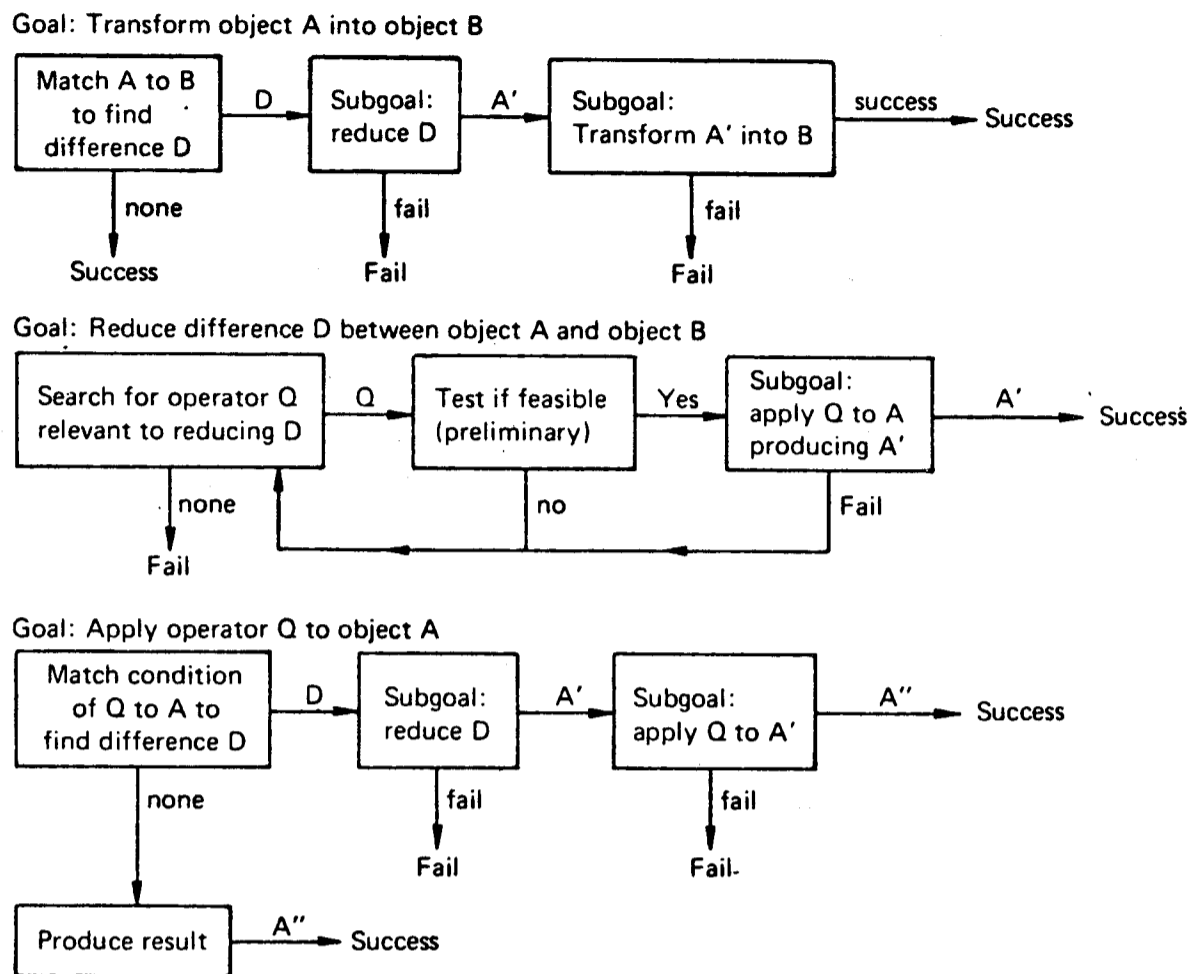 Goal: Transform object A into object B
Match A to B
to find
difference D
D
Subgoal:
reduce D
A′
Subgoal:
Transform A′ into B
success
Success
none
Success
fail
Fail
fail
Fail
Goal: Reduce difference D between object A and object B
Search for operator Q
relevant to reducing D
Q
Test if feasible
(preliminary)
Yes
Subgoal:
apply Q to A
producing A′
A′
Success
none
Fail
no
Fail
Goal: Apply operator Q to object A
Match condition
of Q to A to
find difference D
D
Subgoal:
reduce D
A′
Subgoal:
apply Q to A′
A′′
Success
none
fail
Fail
fail
Fail
Produce result
A′′
Success